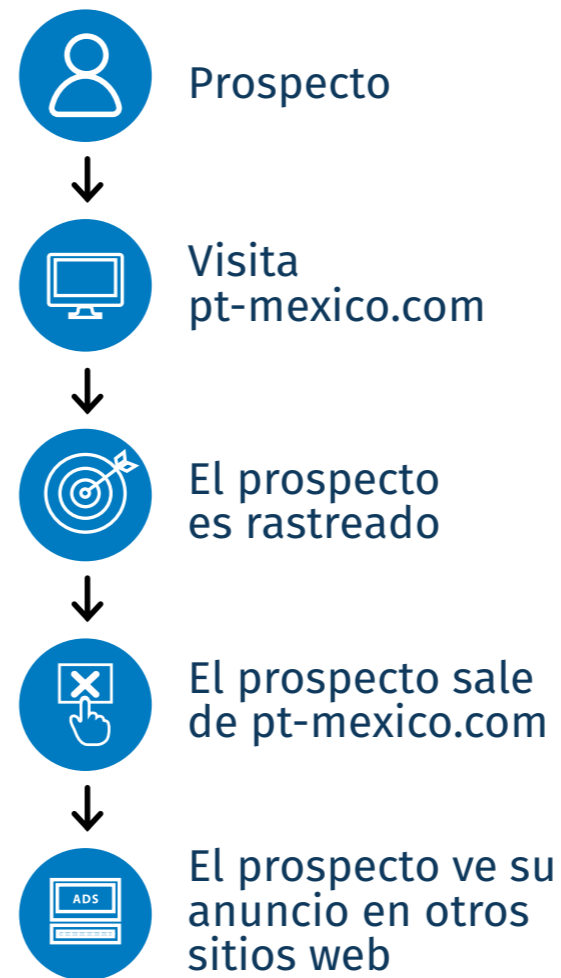 Prospecto
Visita
pt-mexico.com
El prospecto
es rastreado
El prospecto sale
de pt-mexico.com
ADS
El prospecto ve su
anuncio en otros
sitios web